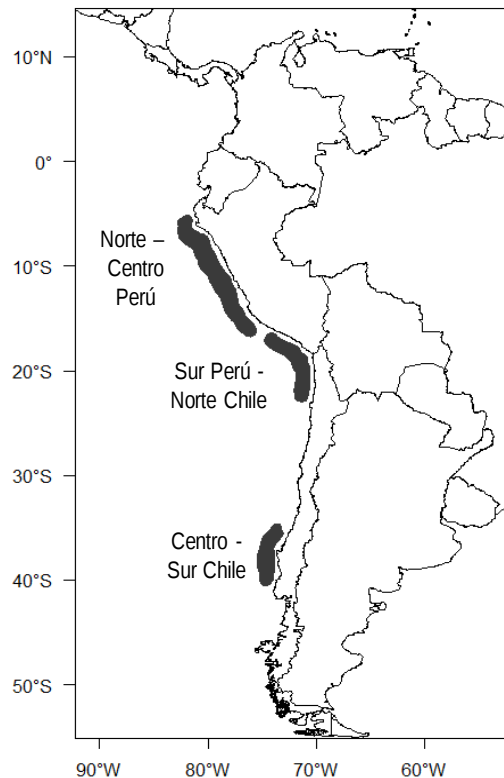 10°N
0°
10°S
20°S
30°S
40°S
50°S
Norte –
Centro
Perú
Sur Perú -
Norte Chile
Centro -
Sur Chile
90°W
80°W
70°W
60°W